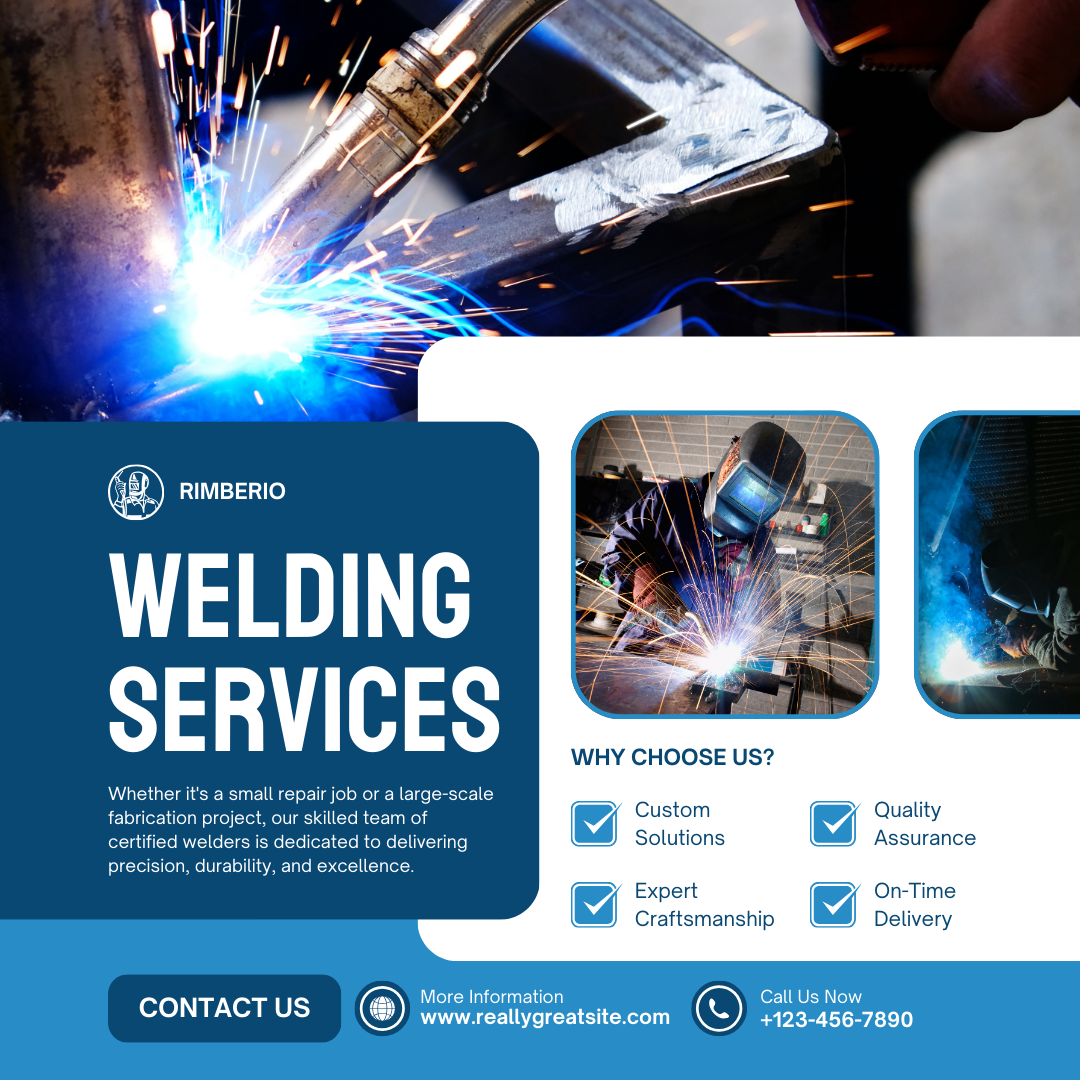 RIMBERIO
WELDING
SERVICES
Whether it's a small repair job or a large-scale
fabrication project, our skilled team of
certified welders is dedicated to delivering
precision, durability, and excellence.
WHY CHOOSE US?
Custom
Solutions
Quality
Assurance
Expert
Craftsmanship
On-Time
Delivery
CONTACT US
More Information
www.reallygreatsite.com
Call Us Now
+123-456-7890